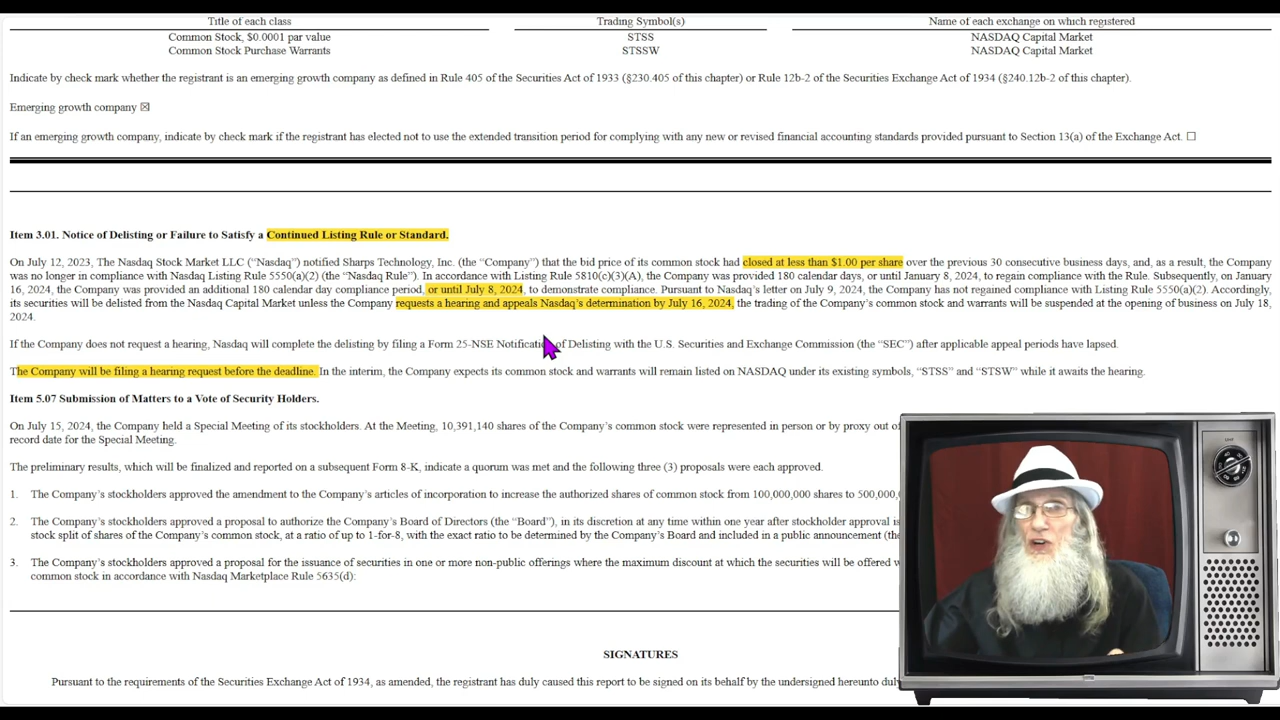 Title of each class Trading Symbol(s) Name of each exchange on which registered
Common Stock, $0.0001 par value STSS NASDAQ Capital Market
Common Stock Purchase Warrants STSSW NASDAQ Capital Market
Indicate by check mark whether the registrant is an emerging growth company as defined in Rule 405 of the Securities Act of 1933 (§230.405 of this chapter) or Rule 12b-2 of the Securities Exchange Act of 1934 (§240.12b-2 of this chapter).
Emerging growth company ☒
If an emerging growth company, indicate by check mark if the registrant has elected not to use the extended transition period for complying with any new or revised financial accounting standards provided pursuant to Section 13(a) of the Exchange Act. ☐
Item 3.01. Notice of Delisting or Failure to Satisfy a Continued Listing Rule or Standard.
On July 12, 2023, The Nasdaq Stock Market LLC (“Nasdaq”) notified Sharps Technology, Inc. (the “Company”) that the bid price of its common stock had closed at less than $1.00 per share over the previous 30 consecutive business days, and, as a result, the Company
was no longer in compliance with Nasdaq Listing Rule 5550(a)(2) (the “Nasdaq Rule”). In accordance with Listing Rule 5810(c)(3)(A), the Company was provided 180 calendar days, or until January 8, 2024, to regain compliance with the Rule. Subsequently, on January
16, 2024, the Company was provided an additional 180 calendar day compliance period, or until July 8, 2024, to demonstrate compliance. Pursuant to Nasdaq’s letter on July 9, 2024, the Company has not regained compliance with Listing Rule 5550(a)(2). Accordingly,
its securities will be delisted from the Nasdaq Capital Market unless the Company requests a hearing and appeals Nasdaq’s determination by July 16, 2024, the trading of the Company’s common stock and warrants will be suspended at the opening of business on July 18,
2024.
If the Company does not request a hearing, Nasdaq will complete the delisting by filing a Form 25-NSE Notification of Delisting with the U.S. Securities and Exchange Commission (the “SEC”) after applicable appeal periods have lapsed.
The Company will be filing a hearing request before the deadline. In the interim, the Company expects its common stock and warrants will remain listed on NASDAQ under its existing symbols, “STSS” and “STSW” while it awaits the hearing.
Item 5.07 Submission of Matters to a Vote of Security Holders.
On July 15, 2024, the Company held a Special Meeting of its stockholders. At the Meeting, 10,391,140 shares of the Company’s common stock were represented in person or by proxy out of
record date for the Special Meeting.
The preliminary results, which will be finalized and reported on a subsequent Form 8-K, indicate a quorum was met and the following three (3) proposals were each approved.
1. The Company’s stockholders approved the amendment to the Company’s articles of incorporation to increase the authorized shares of common stock from 100,000,000 shares to 500,000,
2. The Company’s stockholders approved a proposal to authorize the Company’s Board of Directors (the “Board”), in its discretion at any time within one year after stockholder approval is
stock split of shares of the Company’s common stock, at a ratio of up to 1-for-8, with the exact ratio to be determined by the Company’s Board and included in a public announcement (the
3. The Company’s stockholders approved a proposal for the issuance of securities in one or more non-public offerings where the maximum discount at which the securities will be offered
common stock in accordance with Nasdaq Marketplace Rule 5635(d):
SIGNATURES
Pursuant to the requirements of the Securities Exchange Act of 1934, as amended, the registrant has duly caused this report to be signed on its behalf by the undersigned hereunto